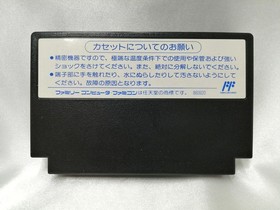 カセットについてのお願い
●精密機器ですので、極端な温度条件下での使用や保管および強い
ショックをさけてください。また、絶対に分解しないでください。
●端子部に手を触れたり、水にぬらしたりして汚さないようにして
ください。故障の原因となります。
ファミリーコンピュータ・ファミコンは任天堂の商標です。
FF